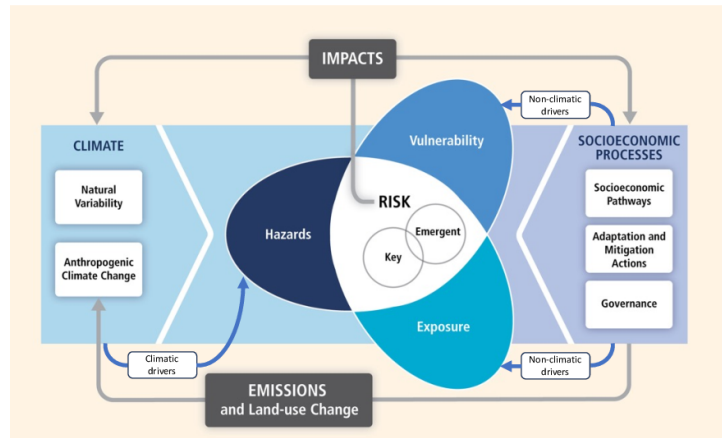 IMPACTS
Non-climatic
drivers
Vulnerability
CLIMATE
SOCIOECONOMIC
PROCESSES
Natural
Variability
Socioeconomic
Pathways
RISK
Hazards
Emergent
Key
Adaptation and
Mitigation
Actions
Anthropogenic
Climate Change
Governance
Exposure
Climatic
drivers
Non-climatic
drivers
EMISSIONS
and Land-use Change